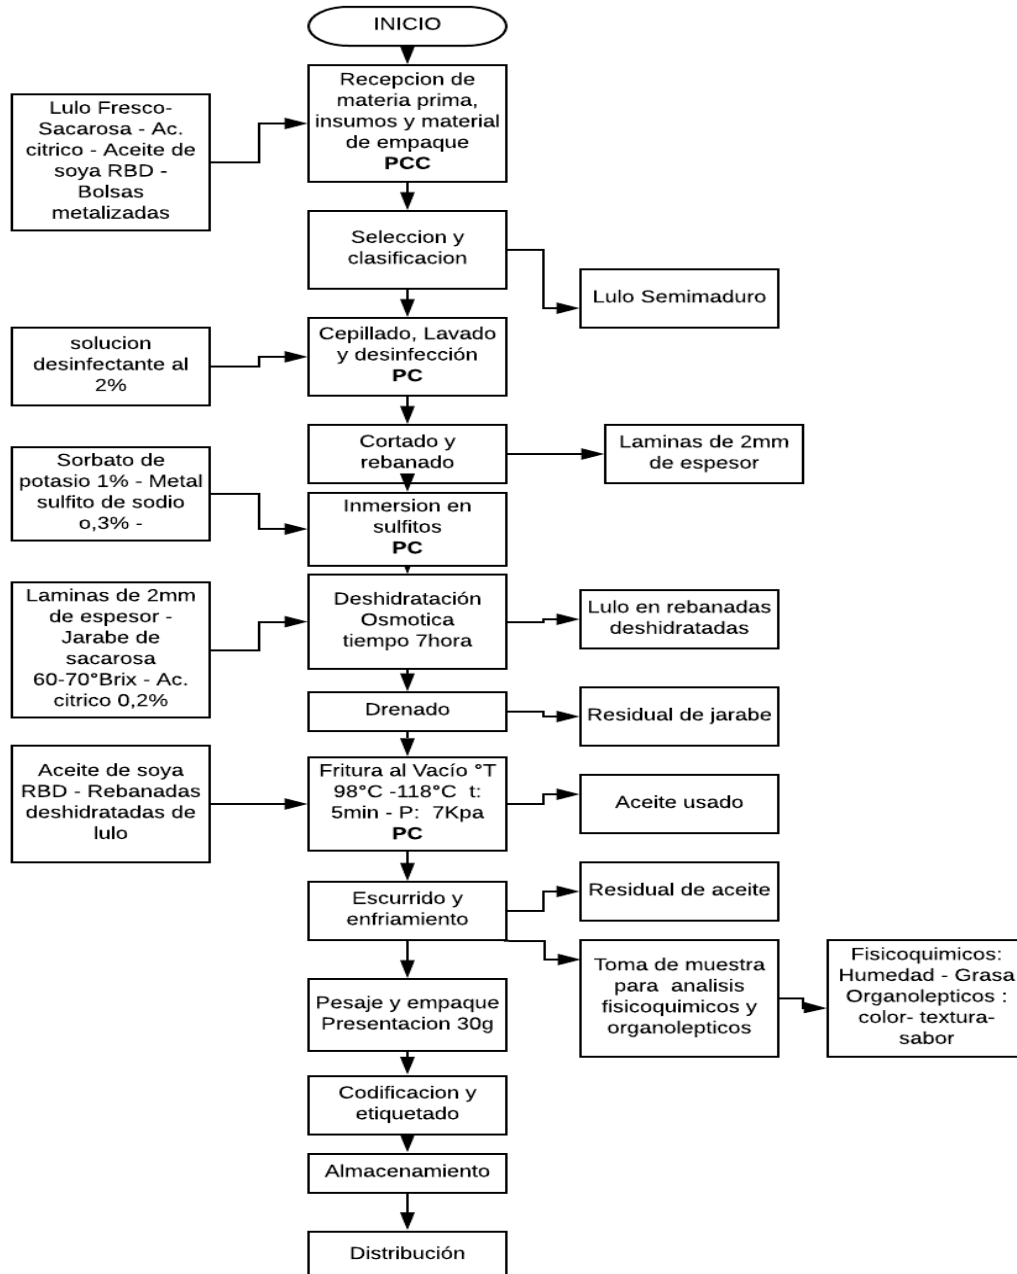 INICIO
Recepcion de
materia prima,
insumos y material
de empaque
PCC
Lulo Fresco-
Sacarosa - Ac.
citrico - Aceite de
soya RBD -
Bolsas
metalizadas
Seleccion y
clasificacion
Lulo Semimaduro
Cepillado, Lavado
y desinfección
PC
solucion
desinfectante al
2%
Cortado y
rebanado
Laminas de 2mm
de espesor
Sorbato de
potasio 1% - Metal
sulfito de sodio
o,3% -
Inmersion en
sulfitos
PC
Laminas de 2mm
de espesor -
Jarabe de
sacarosa
60-70°Brix - Ac.
citrico 0,2%
Deshidratación
Osmotica
tiempo 7hora
Lulo en rebanadas
deshidratadas
Drenado
Residual de jarabe
Aceite de soya
RBD - Rebanadas
deshidratadas de
lulo
Fritura al Vacío °T
98°C -118°C t:
5min - P: 7Kpa
PC
Aceite usado
Escurrido y
enfriamiento
Residual de aceite
Toma de muestra
para analisis
fisicoquimicos y
organolepticos
Fisicoquimicos:
Humedad - Grasa
Organolepticos :
color- textura-
sabor
Pesaje y empaque
Presentacion 30g
Codificacion y
etiquetado
Almacenamiento
Distribución